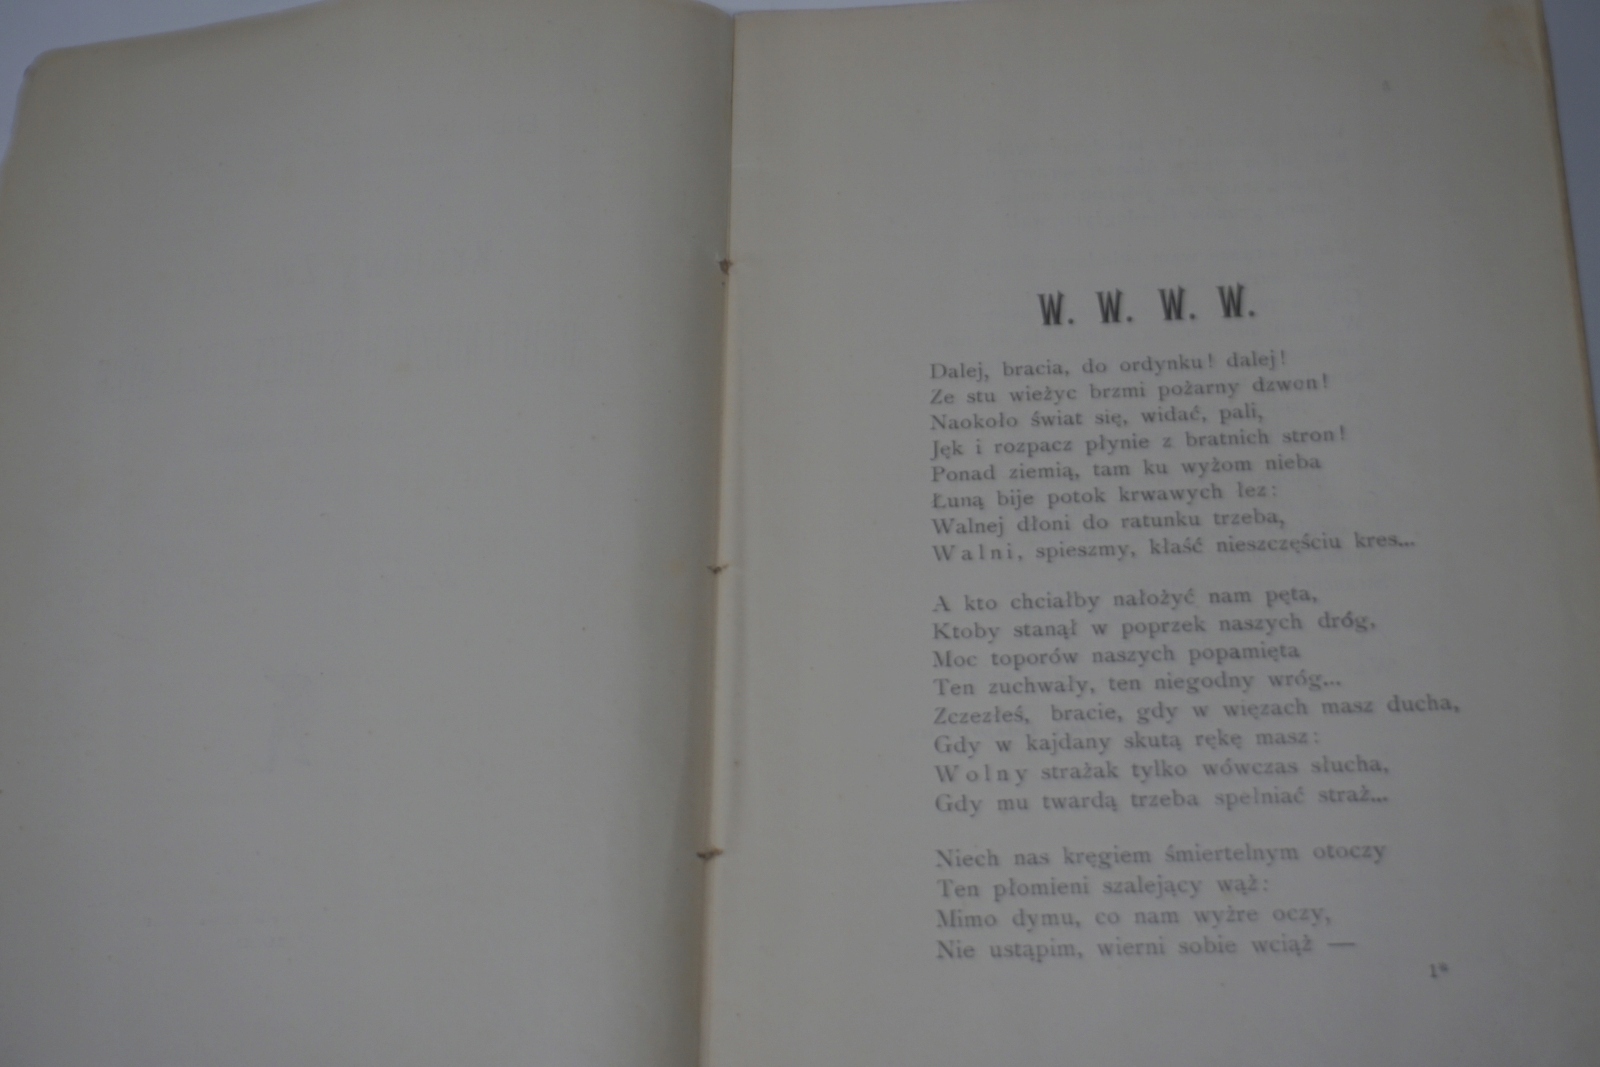 W. W. W. W.
Dalej, bracia, do ordynku! dalej!
Ze stu wieżyc brzmi pożarny dzwon!
Naokoło świat się, widać, pali,
Jęk i rozpacz płynie z bratnich stron!
Ponad ziemią, tam ku wyżom nieba
Łuną bije potok krwawych łez:
Walnej dłoni do ratunku trzeba,
Walni, spieszmy, kłaść nieszczęściu kres...
A kto chciałby nałożyć nam pęta,
Ktoby stanął w poprzek naszych dróg,
Moc toporów naszych popamięta
Ten zuchwały, ten niegodny wróg...
Zczezłeś, bracie, gdy w więzach masz ducha,
Gdy w kajdany skutą rękę masz:
Wolny strażak tylko wówczas słucha,
Gdy mu twardą trzeba spełniać straż...
Niech nas kręgiem śmiertelnym otoczy
Ten płomieni szalejący wąż:
Mimo dymu, co nam wyżre oczy,
Nie ustąpim, wierni sobie wciąż —
1*